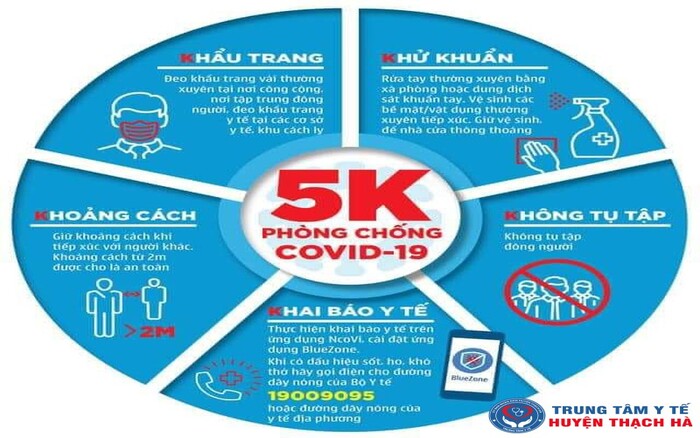 KHẨU TRANG
Đeo khẩu trang vải thường
xuyên tại nơi công cộng,
nơi tập trung đông
người, đeo khẩu trang
y tế tại các cơ sở
y tế, khu cách ly
KHỬ KHUẨN
Rửa tay thường xuyên bằng
xà phòng hoặc dung dịch
sát khuẩn tay. Vệ sinh các
bề mặt/vật dụng thường
xuyên tiếp xúc. Giữ vệ sinh,
để nhà cửa thông thoáng
5K
PHÒNG CHỐNG
COVID-19
KHOẢNG CÁCH
Giữ khoảng cách khi
tiếp xúc với người khác.
Khoảng cách từ 2m
được cho là an toàn
>2M
KHÔNG TỤ TẬP
Không tụ tập
đông người
KHAI BÁO Y TẾ
Thực hiện khai báo y tế trên
ứng dụng NcoVi, cài đặt ứng
dụng BlueZone.
Khi có dấu hiệu sốt, ho, khó
thở hãy gọi điện cho đường
dây nóng của Bộ Y tế
19009095
hoặc đường dây nóng của
y tế địa phương
BlueZone
TRUNG TÂM Y TẾ
HUYỆN THẠCH HÀ